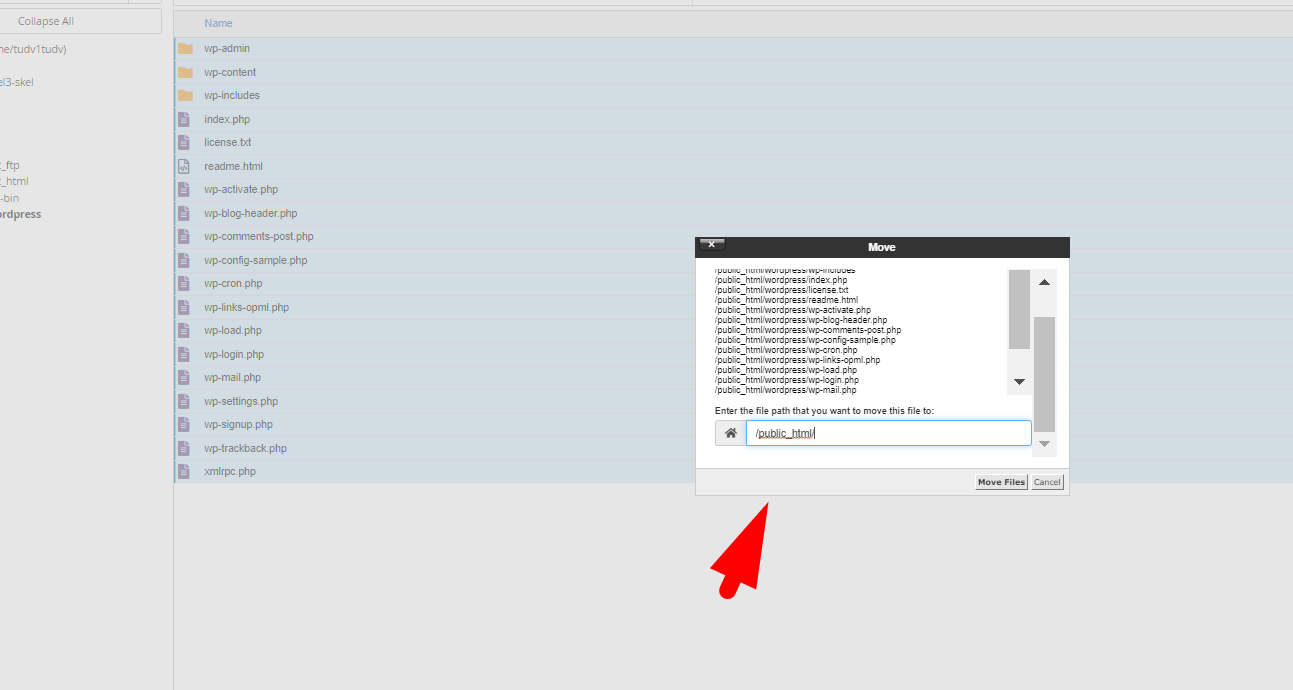 Collapse All
ne/tudv1tudv)
el3-skel
_ftp
_html
-bin
ordpress
Name
wp-admin
wp-content
wp-includes
index.php
license.txt
readme.html
wp-activate.php
wp-blog-header.php
wp-comments-post.php
wp-config-sample.php
wp-cron.php
wp-links-opml.php
wp-load.php
wp-login.php
wp-mail.php
wp-settings.php
wp-signup.php
wp-trackback.php
xmlrpc.php
Move
/public_html/wordpress/wp-includes
/public_html/wordpress/index.php
/public_html/wordpress/license.txt
/public_html/wordpress/readme.html
/public_html/wordpress/wp-activate.php
/public_html/wordpress/wp-blog-header.php
/public_html/wordpress/wp-comments-post.php
/public_html/wordpress/wp-config-sample.php
/public_html/wordpress/wp-cron.php
/public_html/wordpress/wp-links-opml.php
/public_html/wordpress/wp-load.php
/public_html/wordpress/wp-login.php
/public_html/wordpress/wp-mail.php
Enter the file path that you want to move this file to:
/public_html/
Move Files Cancel